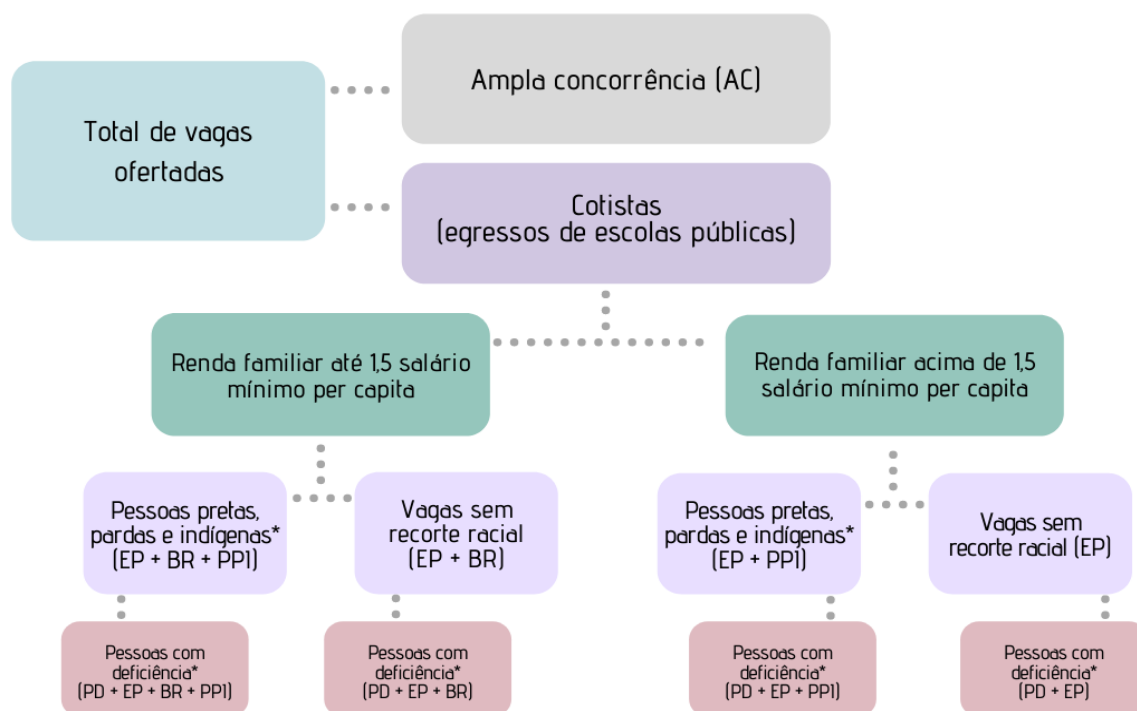 Total de vagas
ofertadas
Ampla concorrência (AC)
Cotistas
(egressos de escolas públicas)
Renda familiar até 1,5 salário
mínimo per capita
Renda familiar acima de 1,5
salário mínimo per capita
Pessoas pretas,
pardas e indígenas*
(EP + BR + PPI)
Vagas sem
recorte racial
(EP + BR)
Pessoas pretas,
pardas e indígenas*
(EP + PPI)
Vagas sem
recorte racial (EP)
Pessoas com
deficiência*
(PD + EP + BR + PPI)
Pessoas com
deficiência*
(PD + EP + BR)
Pessoas com
deficiência*
(PD + EP + PPI)
Pessoas com
deficiência*
(PD + EP)